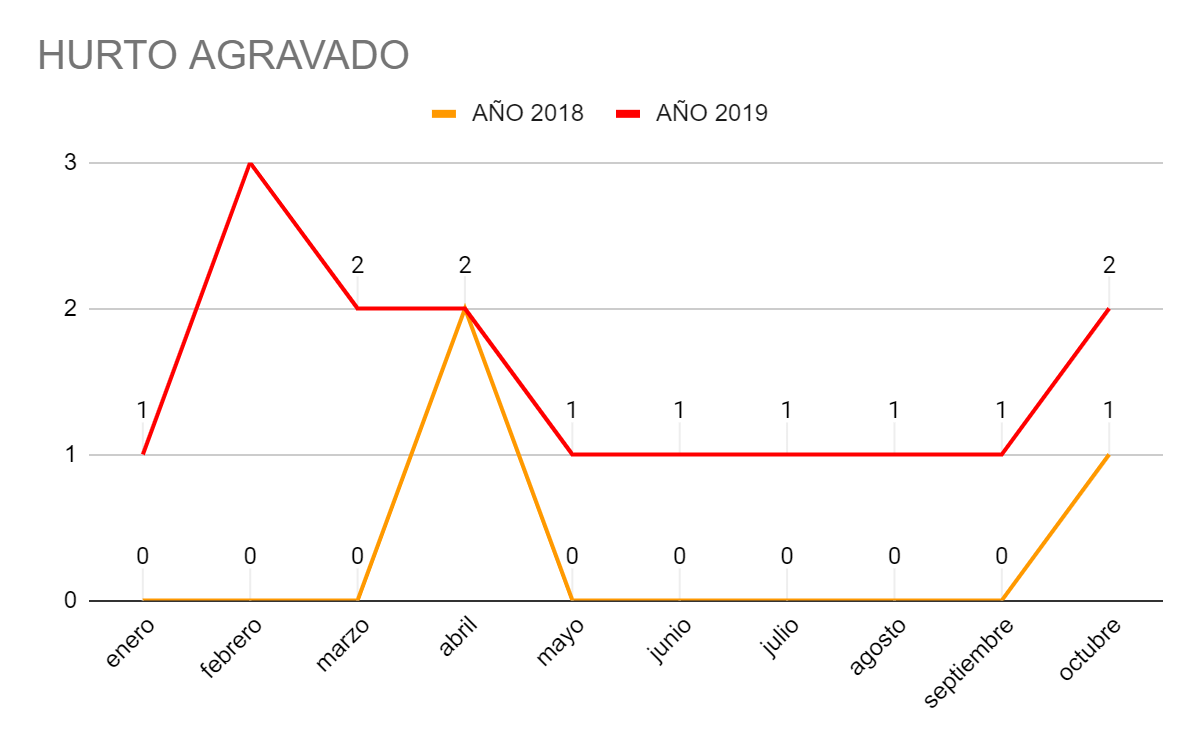 HURTO AGRAVADO
AÑO 2018 AÑO 2019
3
2 2 2
2
1 1 1 1 1 1 1
1
0 0 0 0 0 0 0 0
0
enero febrero marzo abril mayo junio julio agosto septiembre octubre